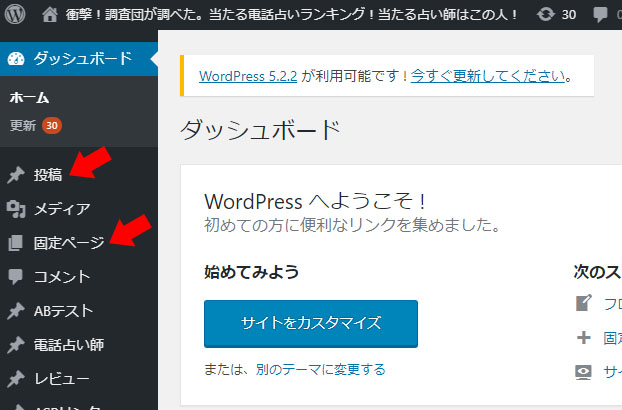 衝撃！調査団が調べた。当たる電話占いランキング！当たる占い師はこの人！ 30
ダッシュボード
ホーム
更新 30
投稿
メディア
固定ページ
コメント
ABテスト
電話占い師
レビュー
WordPress 5.2.2 が利用可能です ! 今すぐ更新してください。
ダッシュボード
WordPress へようこそ !
初めての方に便利なリンクを集めました。
始めてみよう
サイトをカスタマイズ
または、別のテーマに変更する
次のス
フロ
固定
サイ